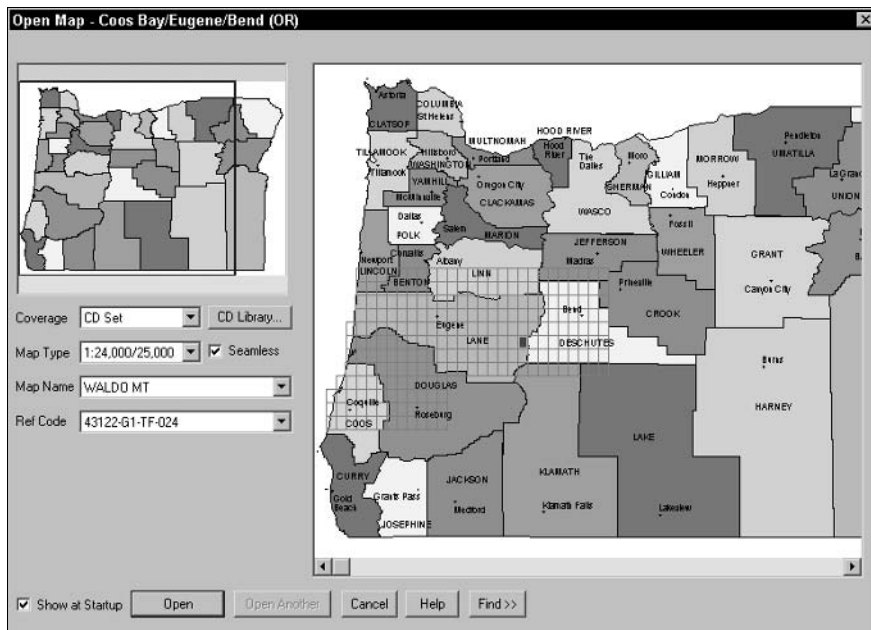 Open Map - Coos Bay/Eugene/Bend (OR)
Coverage CD Set CD Library...
Map Type 1:24,000/25,000 Seamless
Map Name WALDO MT
Ref Code 43122-G1-TF-024
Astoria
COLUMBIA
St Helens
CLATSOP
HOOD RIVER
MULTNOMAH
TILLAMOOK
Hillsboro
WASHINGTON
Portland
Hood
River
The
Dalles
Moro
Pendleton
UMATILLA
MORROW
GILLIAM
Tillamook
YAMHILL
McMinnville
Oregon City
CLACKAMAS
SHERMAN
Condon
Heppner
La Grand
UNION
WASCO
Dallas
POLK
Salem
MARION
Fossil
WHEELER
JEFFERSON
Madras
GRANT
Canyon City
Newport
LINCOLN
Corvallis
BENTON
Albany
LINN
BA
Prineville
CROOK
Bend
DESCHUTES
Eugene
LANE
Burns
HARNEY
DOUGLAS
Roseburg
Coquille
COOS
LAKE
CURRY
Gold
Beach
Grants Pass
JOSEPHINE
JACKSON
Medford
KLAMATH
Klamath Falls
Lakeview
Show at Startup Open Open Another Cancel Help Find >>